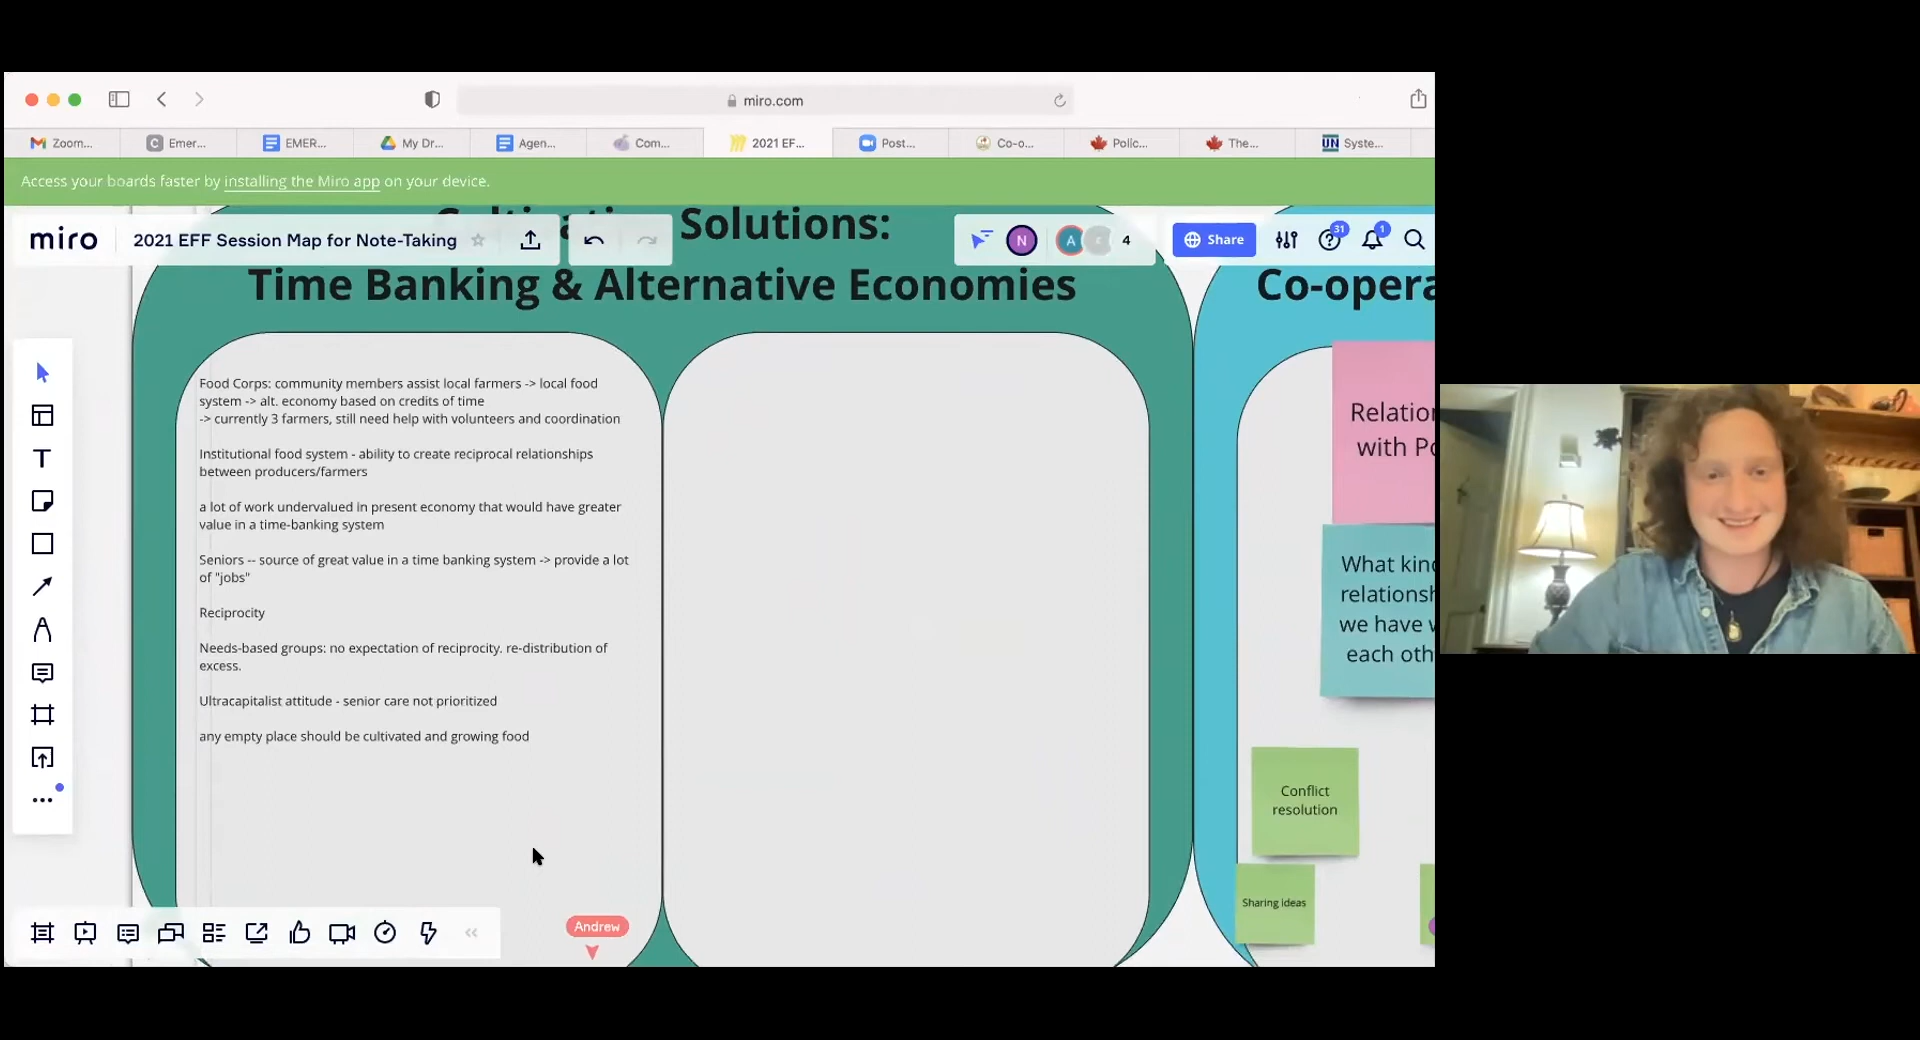 miro.com
Zoom...
Emer...
EMER...
My Dr...
Agen...
Com...
2021 EF...
Post...
Co-o...
Polic...
The...
UN Syste...
Access your boards faster by installing the Miro app on your device.
miro
2021 EFF Session Map for Note-Taking
N
A
4
Share
31
1
Solutions:
Time Banking & Alternative Economies
Food Corps: community members assist local farmers -> local food
system -> alt. economy based on credits of time
-> currently 3 farmers, still need help with volunteers and coordination
Institutional food system - ability to create reciprocal relationships
between producers/farmers
a lot of work undervalued in present economy that would have greater
value in a time-banking system
Seniors -- source of great value in a time banking system -> provide a lot
of "jobs"
Reciprocity
Needs-based groups: no expectation of reciprocity. re-distribution of
excess.
Ultracapitalist attitude - senior care not prioritized
any empty place should be cultivated and growing food
Andrew
Co-opera
Relation
with Po
What kind
relationsh
we have w
each oth
Conflict
resolution
Sharing ideas